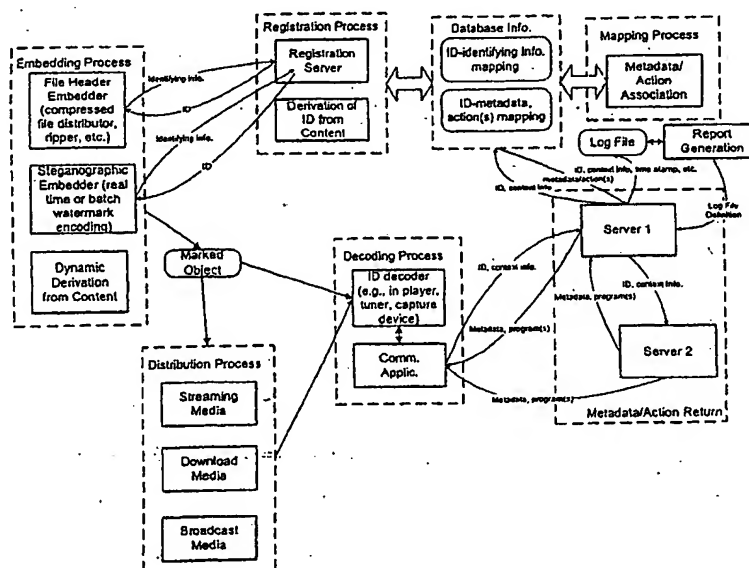 Embedding Process
File Header
Embedder
(compressed
file distributor,
ripper, etc.)
Steganographic
Embedder (real
time or batch
watermark
encoding)
Dynamic
Derivation
from Content
Identifying info.
ID
Identifying info.
ID
Registration Process
Registration
Server
Derivation of
ID from Content
Database Info.
ID-identifying Info.
mapping
ID-metadata,
action(s) mapping
Mapping Process
Metadata/
Action
Association
Log File
Report
Generation
ID, context info, time stamp, etc.
metadata/action(s)
ID, context info
Log File
Definition
Server 1
ID, context info.
Metadata, program(s)
Server 2
Metadata/Action Return
Marked
Object
Decoding Process
ID decoder
(e.g., in player,
tuner, capture
device)
Comm.
Applic.
ID, context info.
Metadata, program(s)
Metadata, program(s)
Distribution Process
Streaming
Media
Download
Media
Broadcast
Media